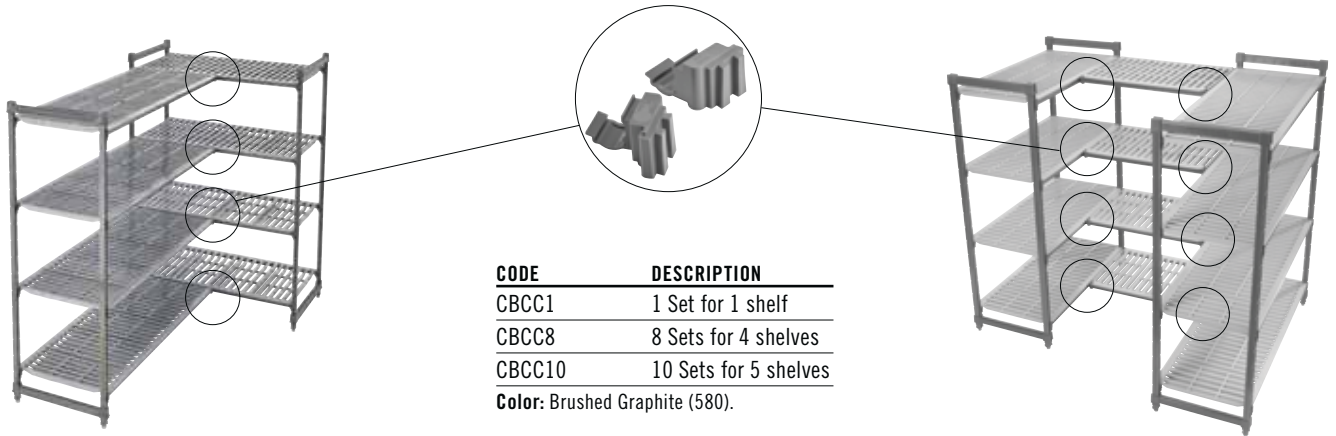 CODE DESCRIPTION
CBCC1 1 Set for 1 shelf
CBCC8 8 Sets for 4 shelves
CBCC10 10 Sets for 5 shelves
Color: Brushed Graphite (580).